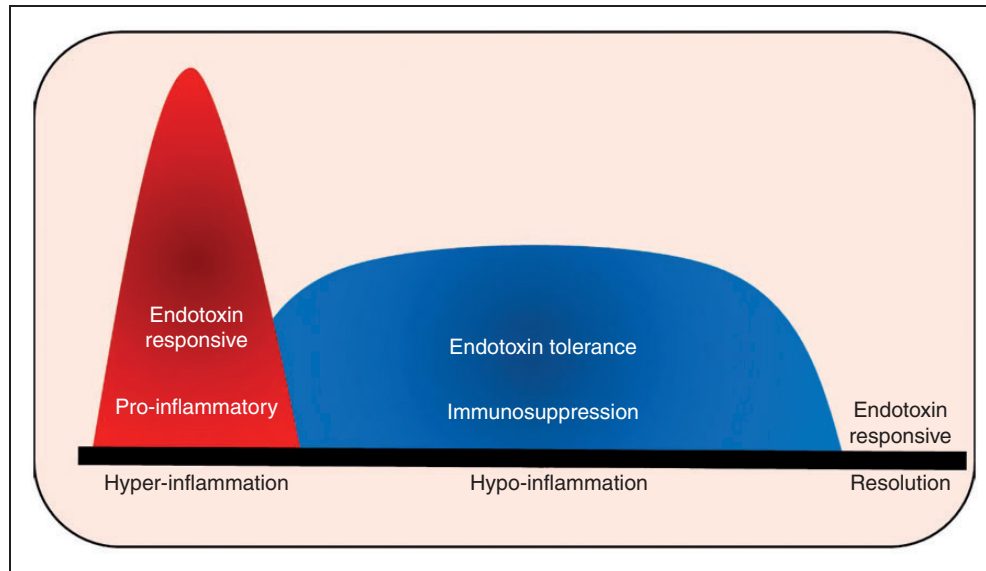 Endotoxin
responsive
Pro-inflammatory
Endotoxin tolerance
Immunosuppression
Endotoxin
responsive
Hyper-inflammation
Hypo-inflammation
Resolution